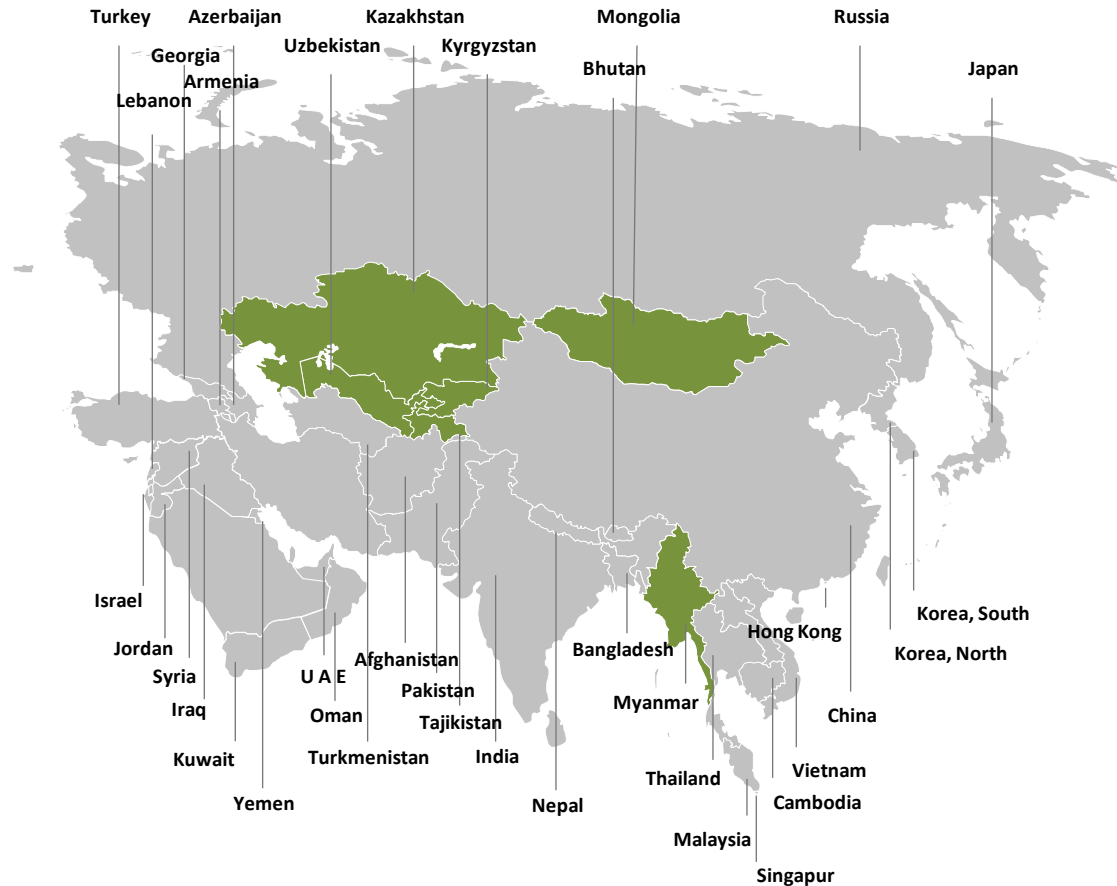 Turkey
Azerbaijan
Kazakhstan
Mongolia
Russia
Georgia
Uzbekistan
Kyrgyzstan
Armenia
Bhutan
Japan
Lebanon
Israel
Jordan
Syria
Iraq
Kuwait
Yemen
U A E
Oman
Afghanistan
Pakistan
Tajikistan
Turkmenistan
India
Nepal
Bangladesh
Myanmar
Thailand
Hong Kong
Korea, South
Korea, North
China
Vietnam
Cambodia
Malaysia
Singapur